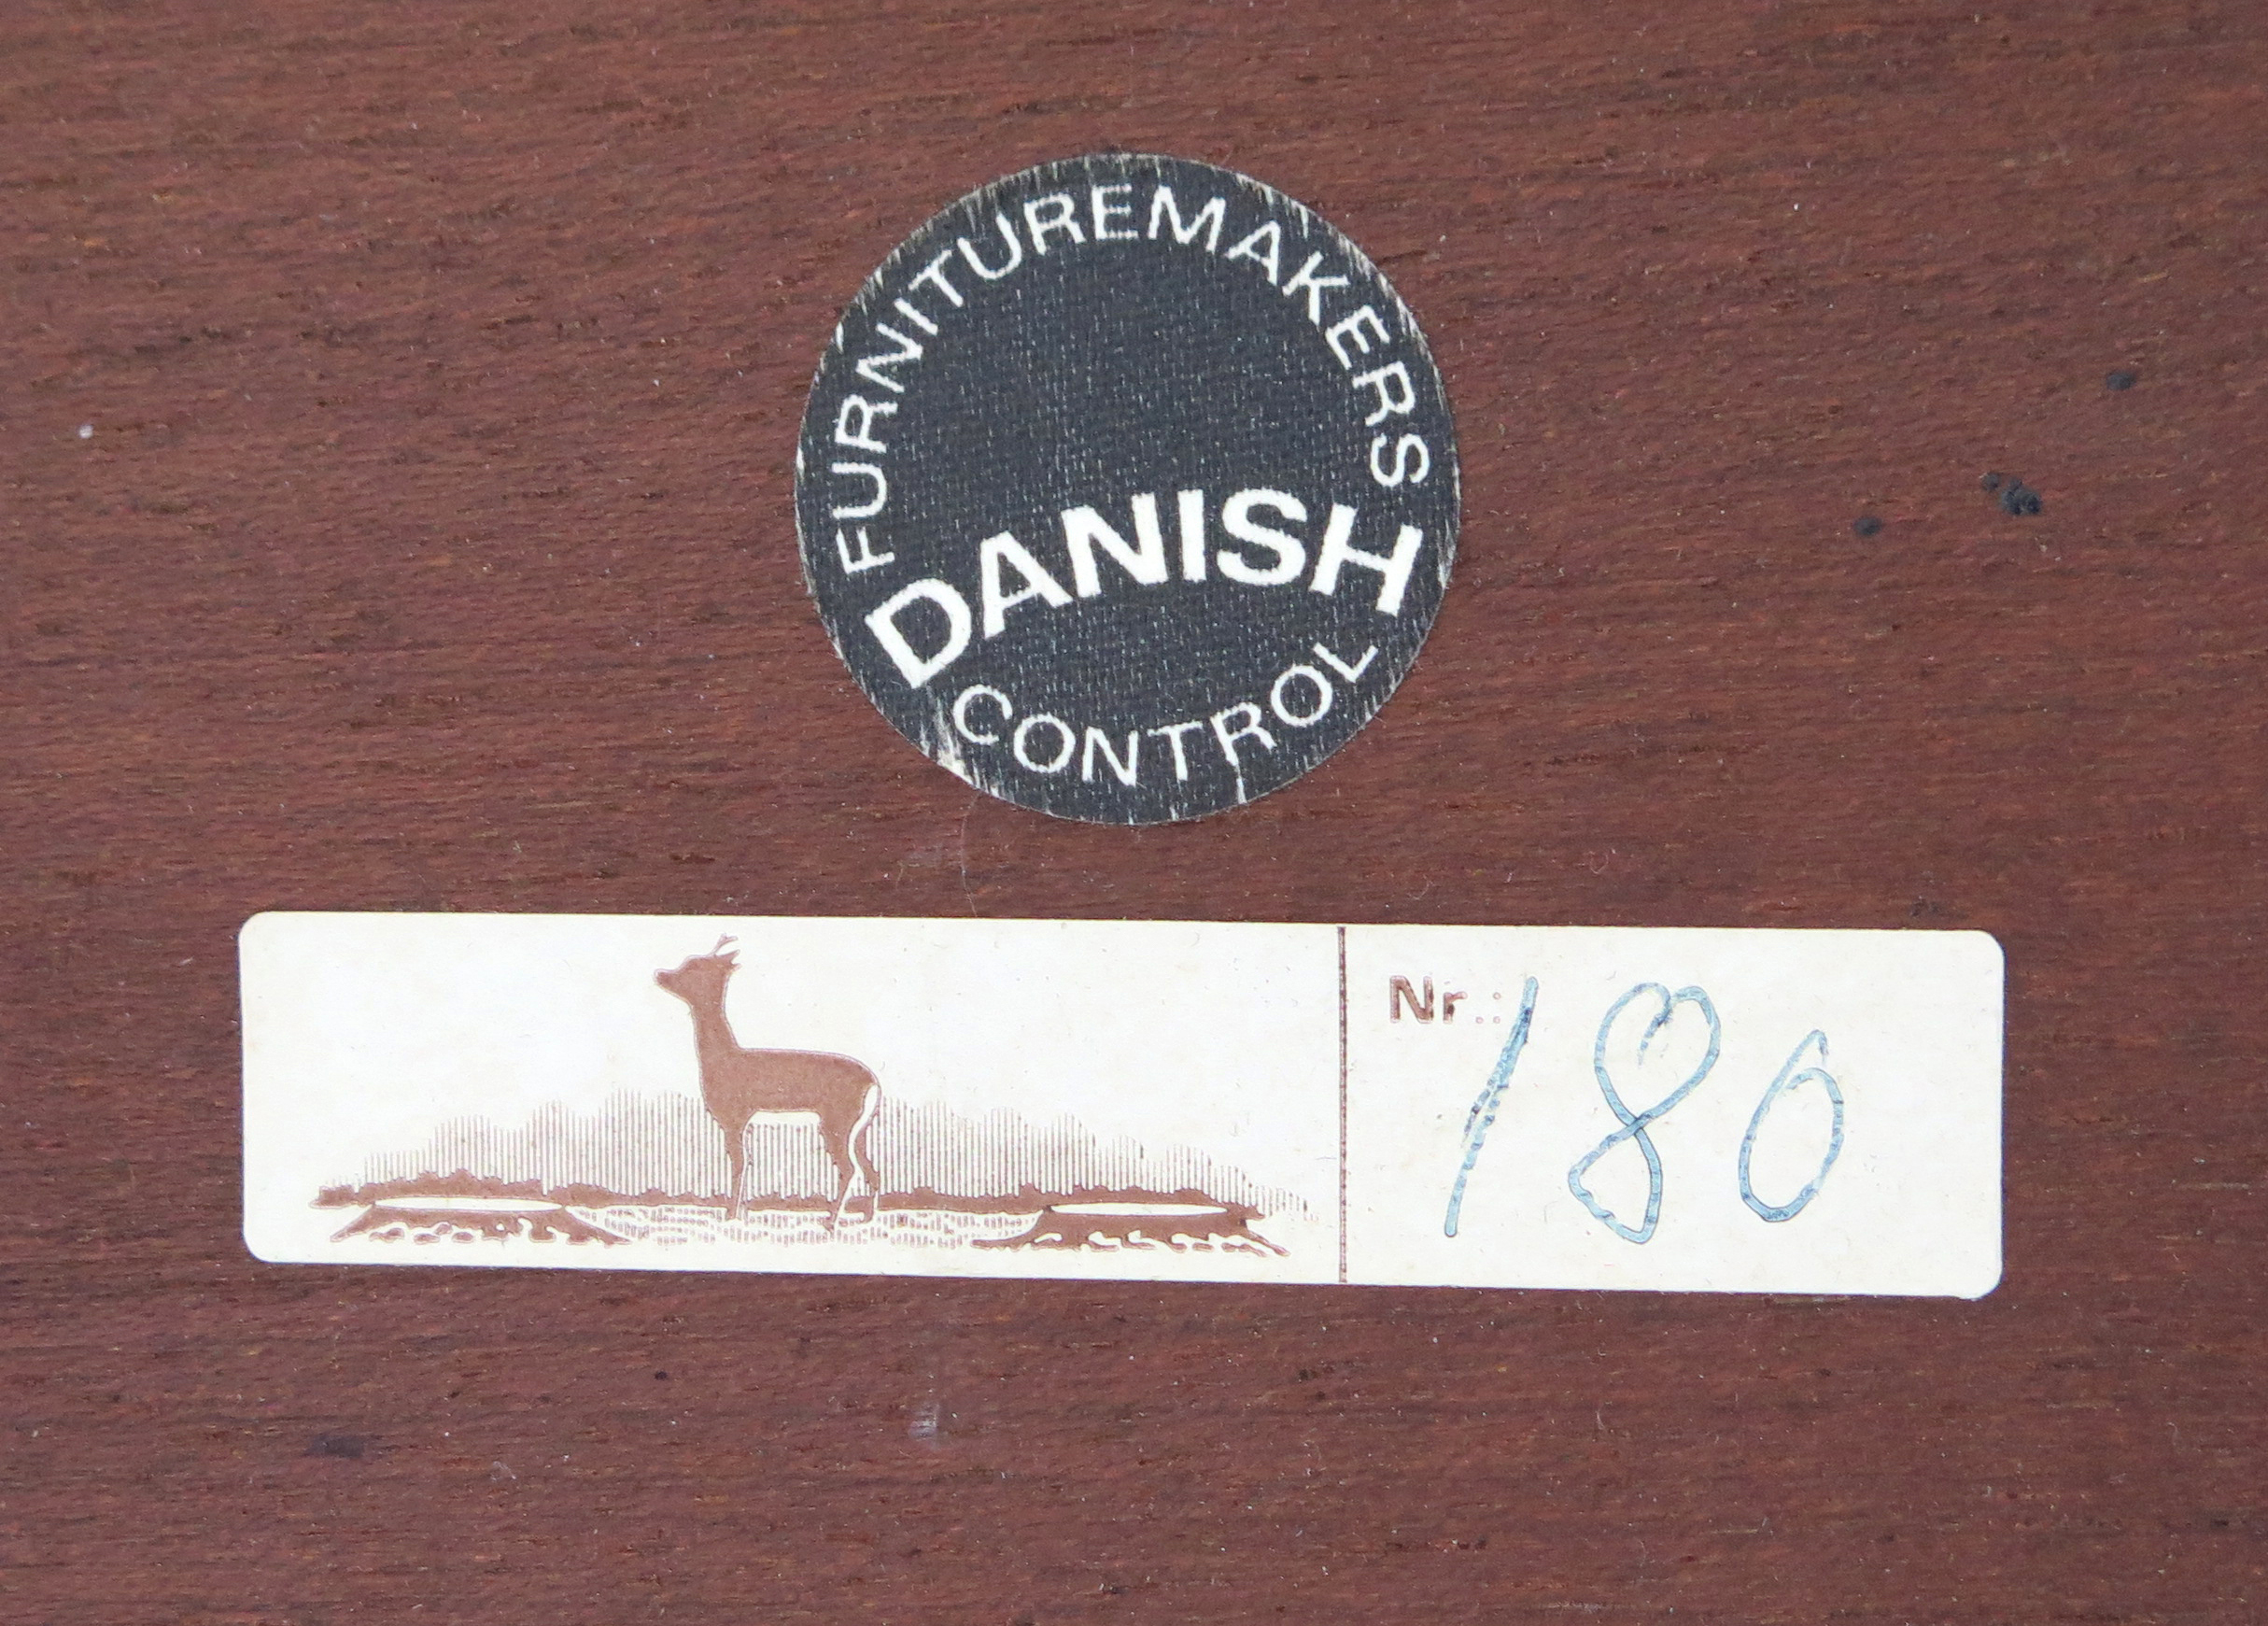 FURNITUREMAKERS
DANISH
CONTROL
Nr.: 180